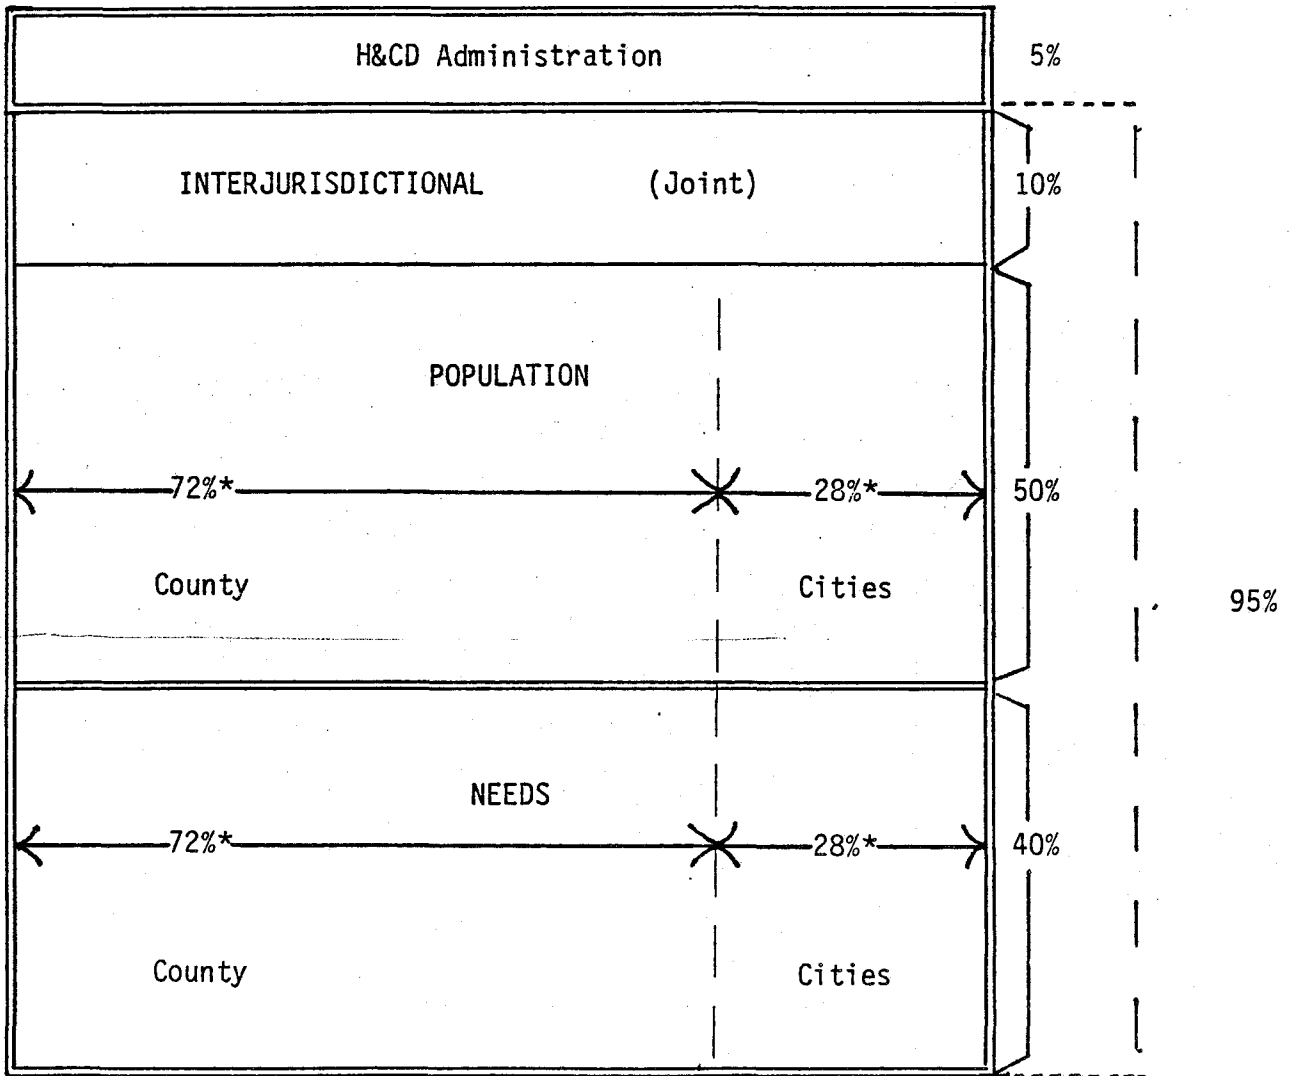 H&CD Administration 5%
INTERJURISDICTIONAL (Joint) 10%
POPULATION
72%* 28%* 50%
County Cities
95%
NEEDS
72%* 28%* 40%
County Cities